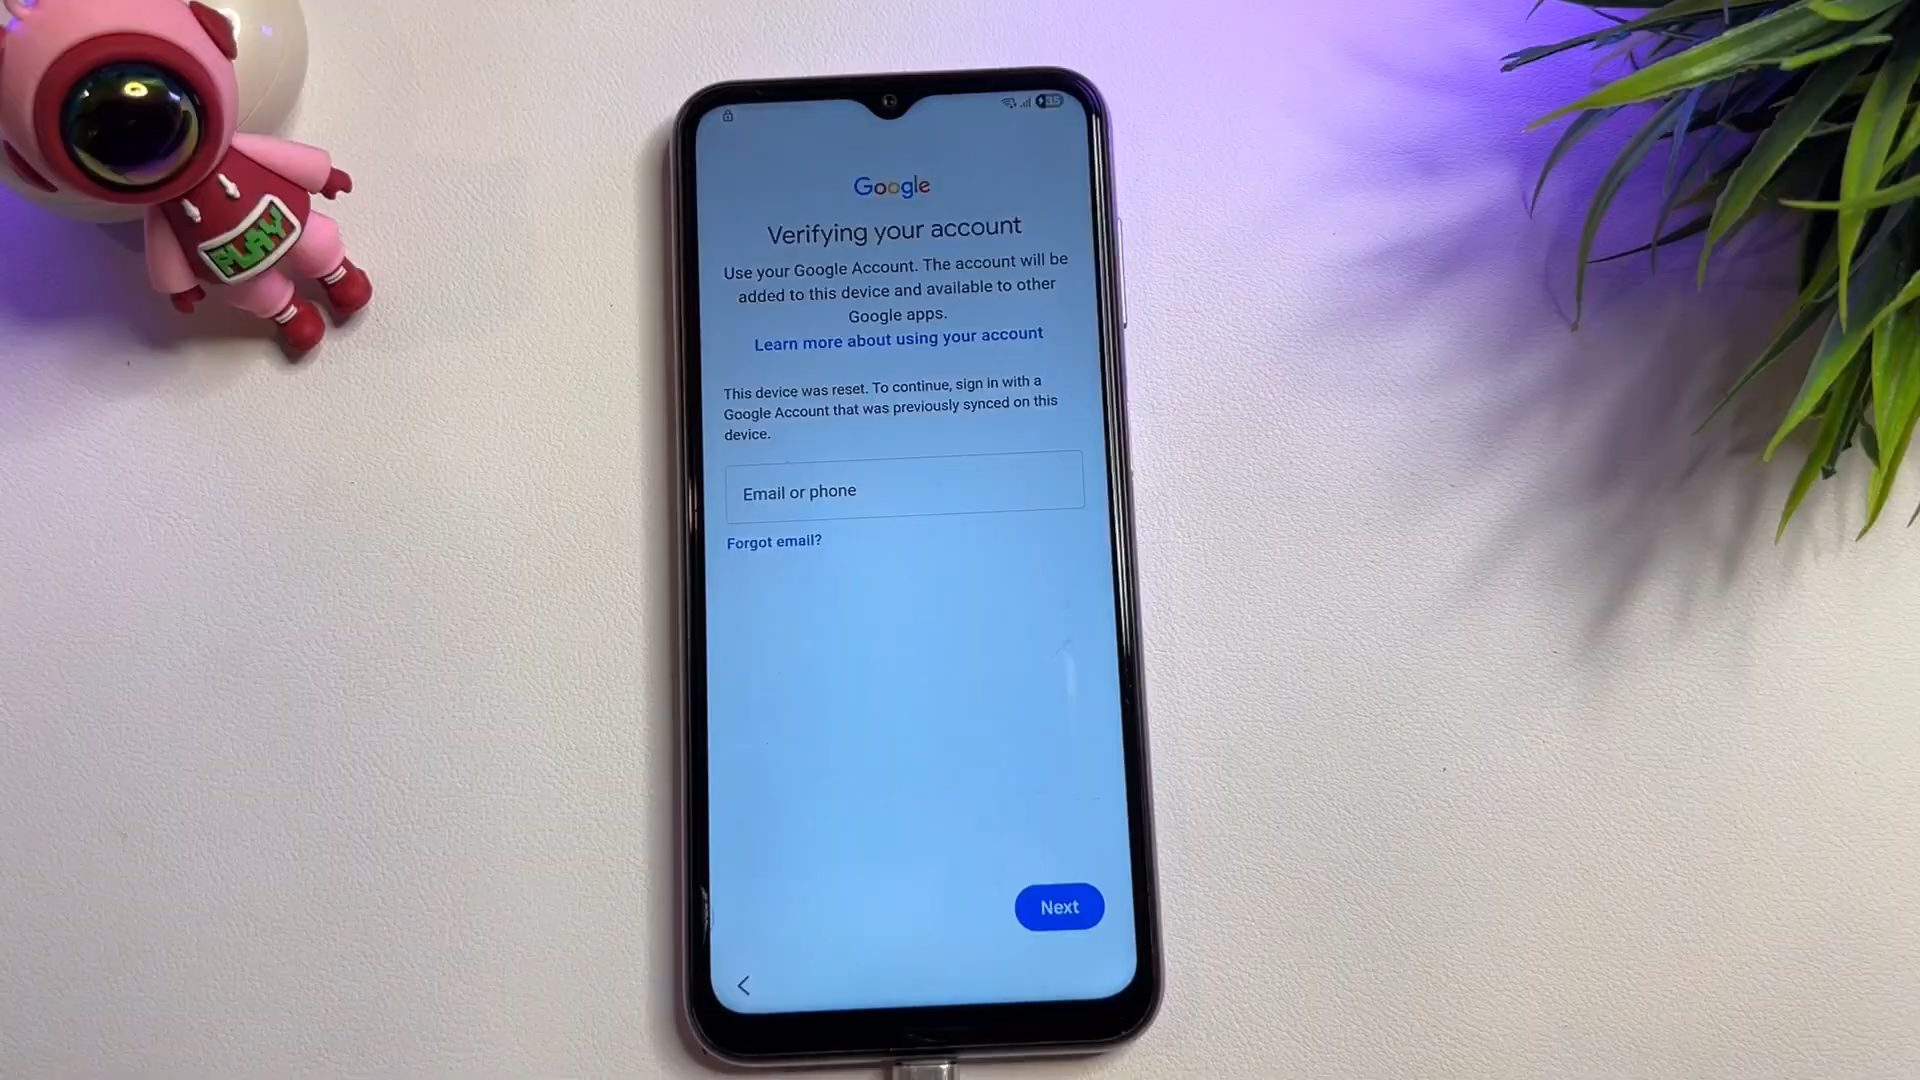 35
Google
Verifying your account
Use your Google Account. The account will be
added to this device and available to other
Google apps.
Learn more about using your account
This device was reset. To continue, sign in with a
Google Account that was previously synced on this
device.
Email or phone
Forgot email?
Next
PLAY